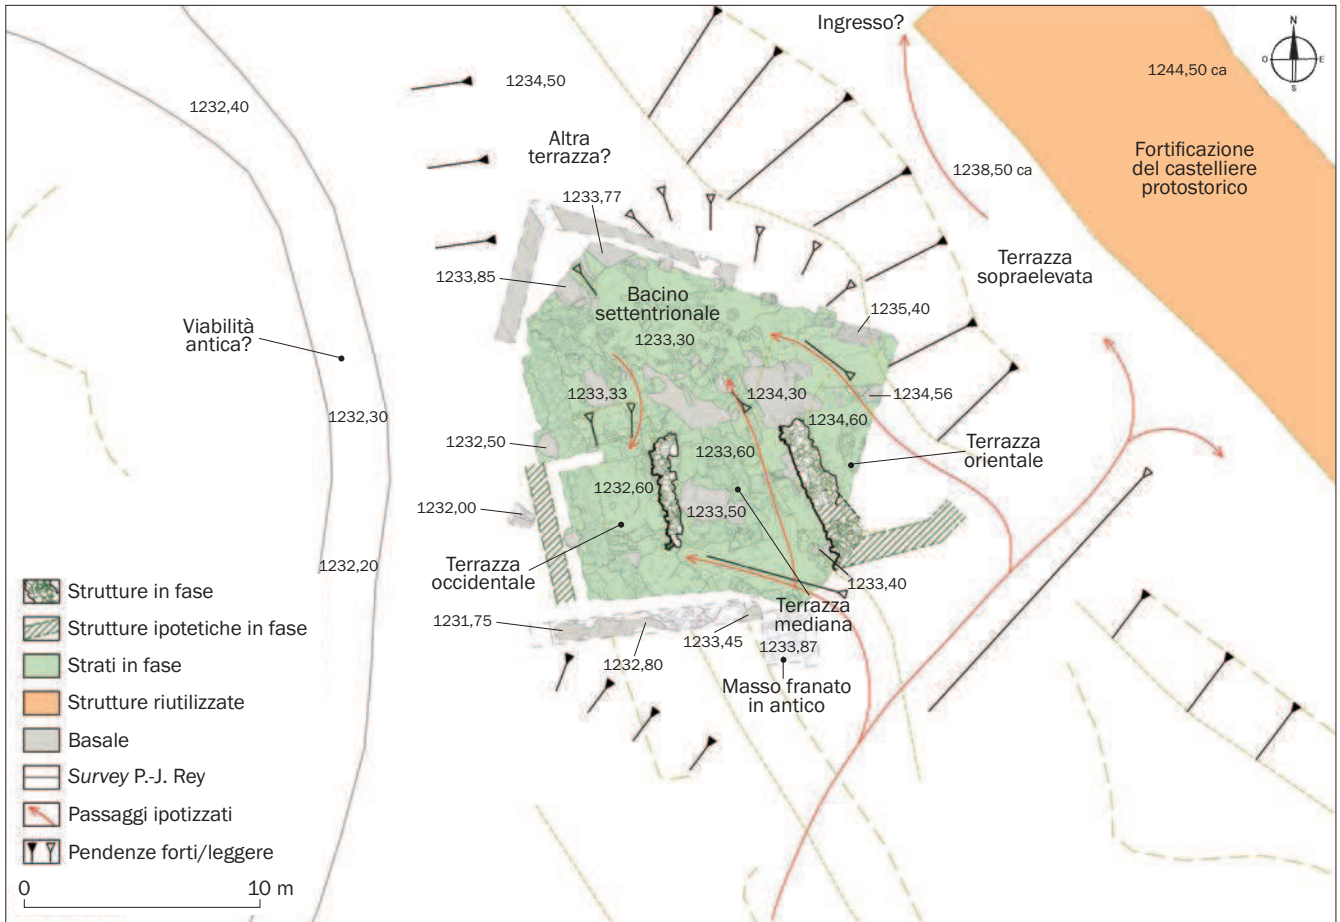 Ingresso?
N
O
E
S
1244,50 ca
1232,40
1234,50
Altra
terrazza?
Fortificazione
del castelliere
protostorico
1238,50 ca
1233,77
Terrazza
sopraelevata
1233,85
Bacino
settentrionale
1235,40
Viabilità
antica?
1233,30
1233,33
1234,30
1234,56
1232,30
1234,60
1232,50
1233,60
Terrazza
orientale
1232,60
1232,00
1233,50
1232,20
Terrazza
occidentale
1233,40
Terrazza
mediana
1231,75
1233,45
1232,80
1233,87
Masso franato
in antico
Strutture in fase
Strutture ipotetiche in fase
Strati in fase
Strutture riutilizzate
Basale
Survey P.-J. Rey
Passaggi ipotizzati
Pendenze forti/leggere
0
10 m